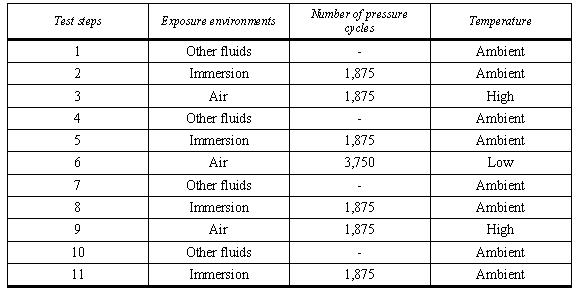 Test steps Exposure environments Number of pressure cycles Temperature
1 Other fluids - Ambient
2 Immersion 1,875 Ambient
3 Air 1,875 High
4 Other fluids - Ambient
5 Immersion 1,875 Ambient
6 Air 3,750 Low
7 Other fluids - Ambient
8 Immersion 1,875 Ambient
9 Air 1,875 High
10 Other fluids - Ambient
11 Immersion 1,875 Ambient